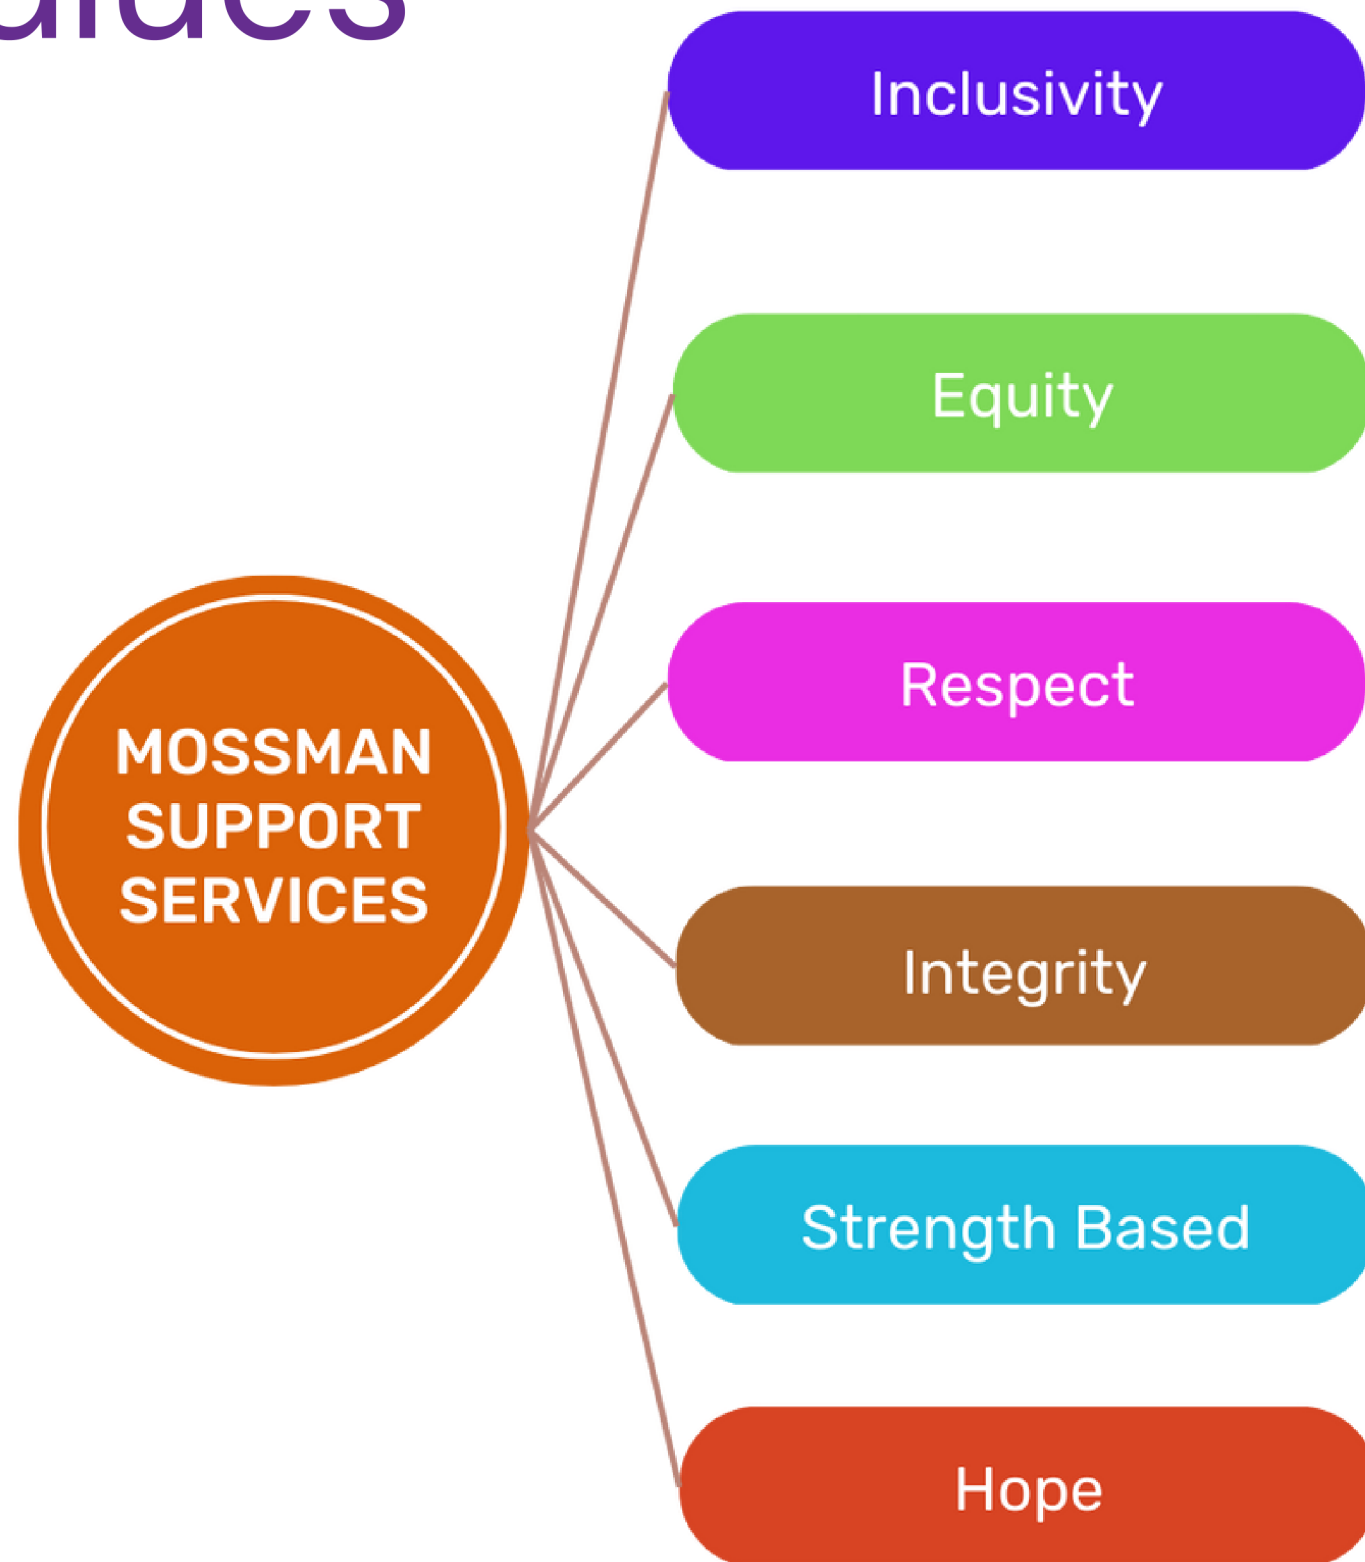 Inclusivity
Equity
Respect
MOSSMAN
SUPPORT
SERVICES
Integrity
Strength Based
Hope